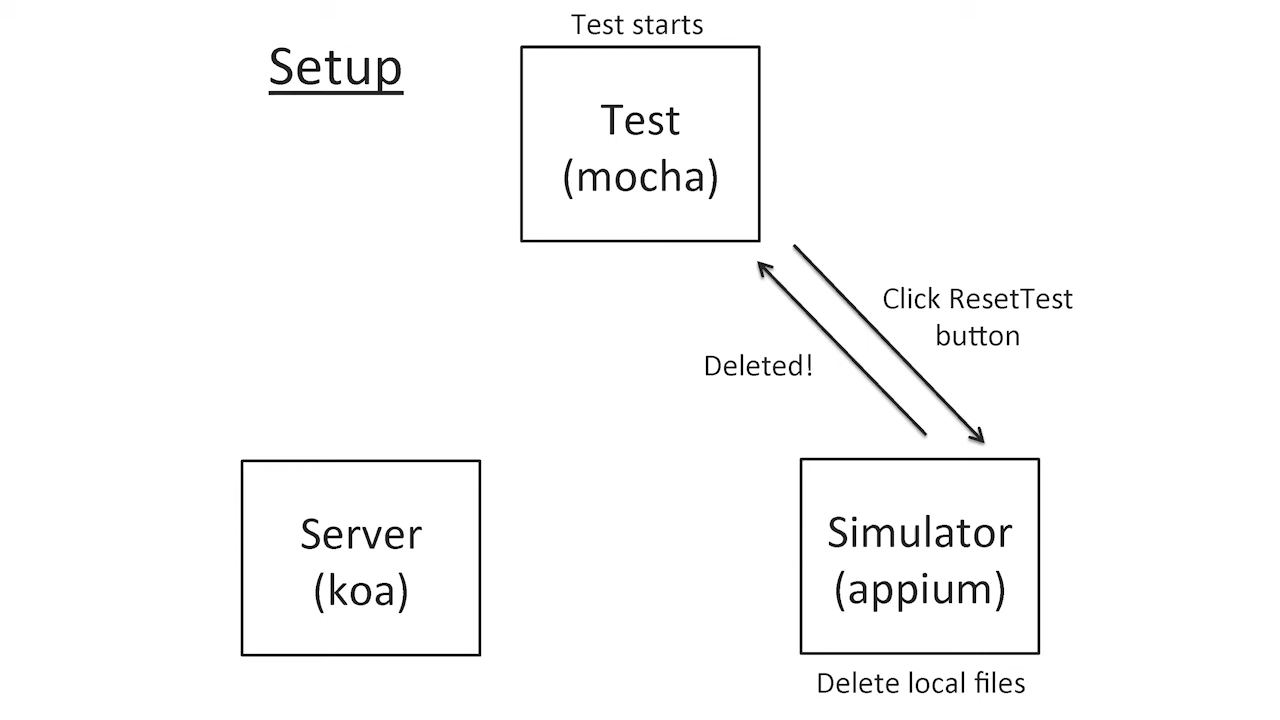 Test starts
Setup
Test
(mocha)
Click ResetTest
button
Deleted!
Server
(koa)
Simulator
(appium)
Delete local files